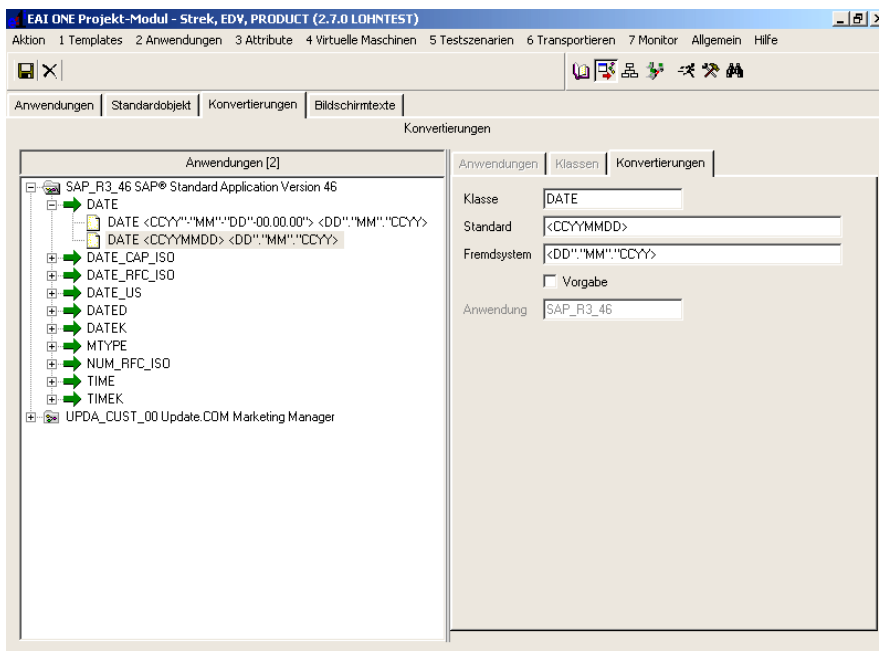 EAI ONE Projekt-Modul - Strek, EDV, PRODUCT (2.7.0 LOHNTEST)
Aktion 1 Templates 2 Anwendungen 3 Attribute 4 Virtuelle Maschinen 5 Testszenarien 6 Transportieren 7 Monitor Allgemein Hilfe
Anwendungen Standardobjekt Konvertierungen Bildschirmtexte
Konvertierungen
Anwendungen [2]
SAP_R3_46 SAP® Standard Application Version 46
DATE
DATE <CCYY"-"MM"-"DD"-00.00.00"> <DD"."MM"."CCYY>
DATE <CCYYMMDD> <DD"."MM"."CCYY>
DATE_CAP_ISO
DATE_RFC_ISO
DATE_US
DATED
DATEK
MTYPE
NUM_RFC_ISO
TIME
TIMEK
UPDA_CUST_00 Update.COM Marketing Manager
Anwendungen Klassen Konvertierungen
Klasse DATE
Standard <CCYYMMDD>
Fremdsystem <DD"."MM"."CCYY>
Vorgabe
Anwendung SAP_R3_46